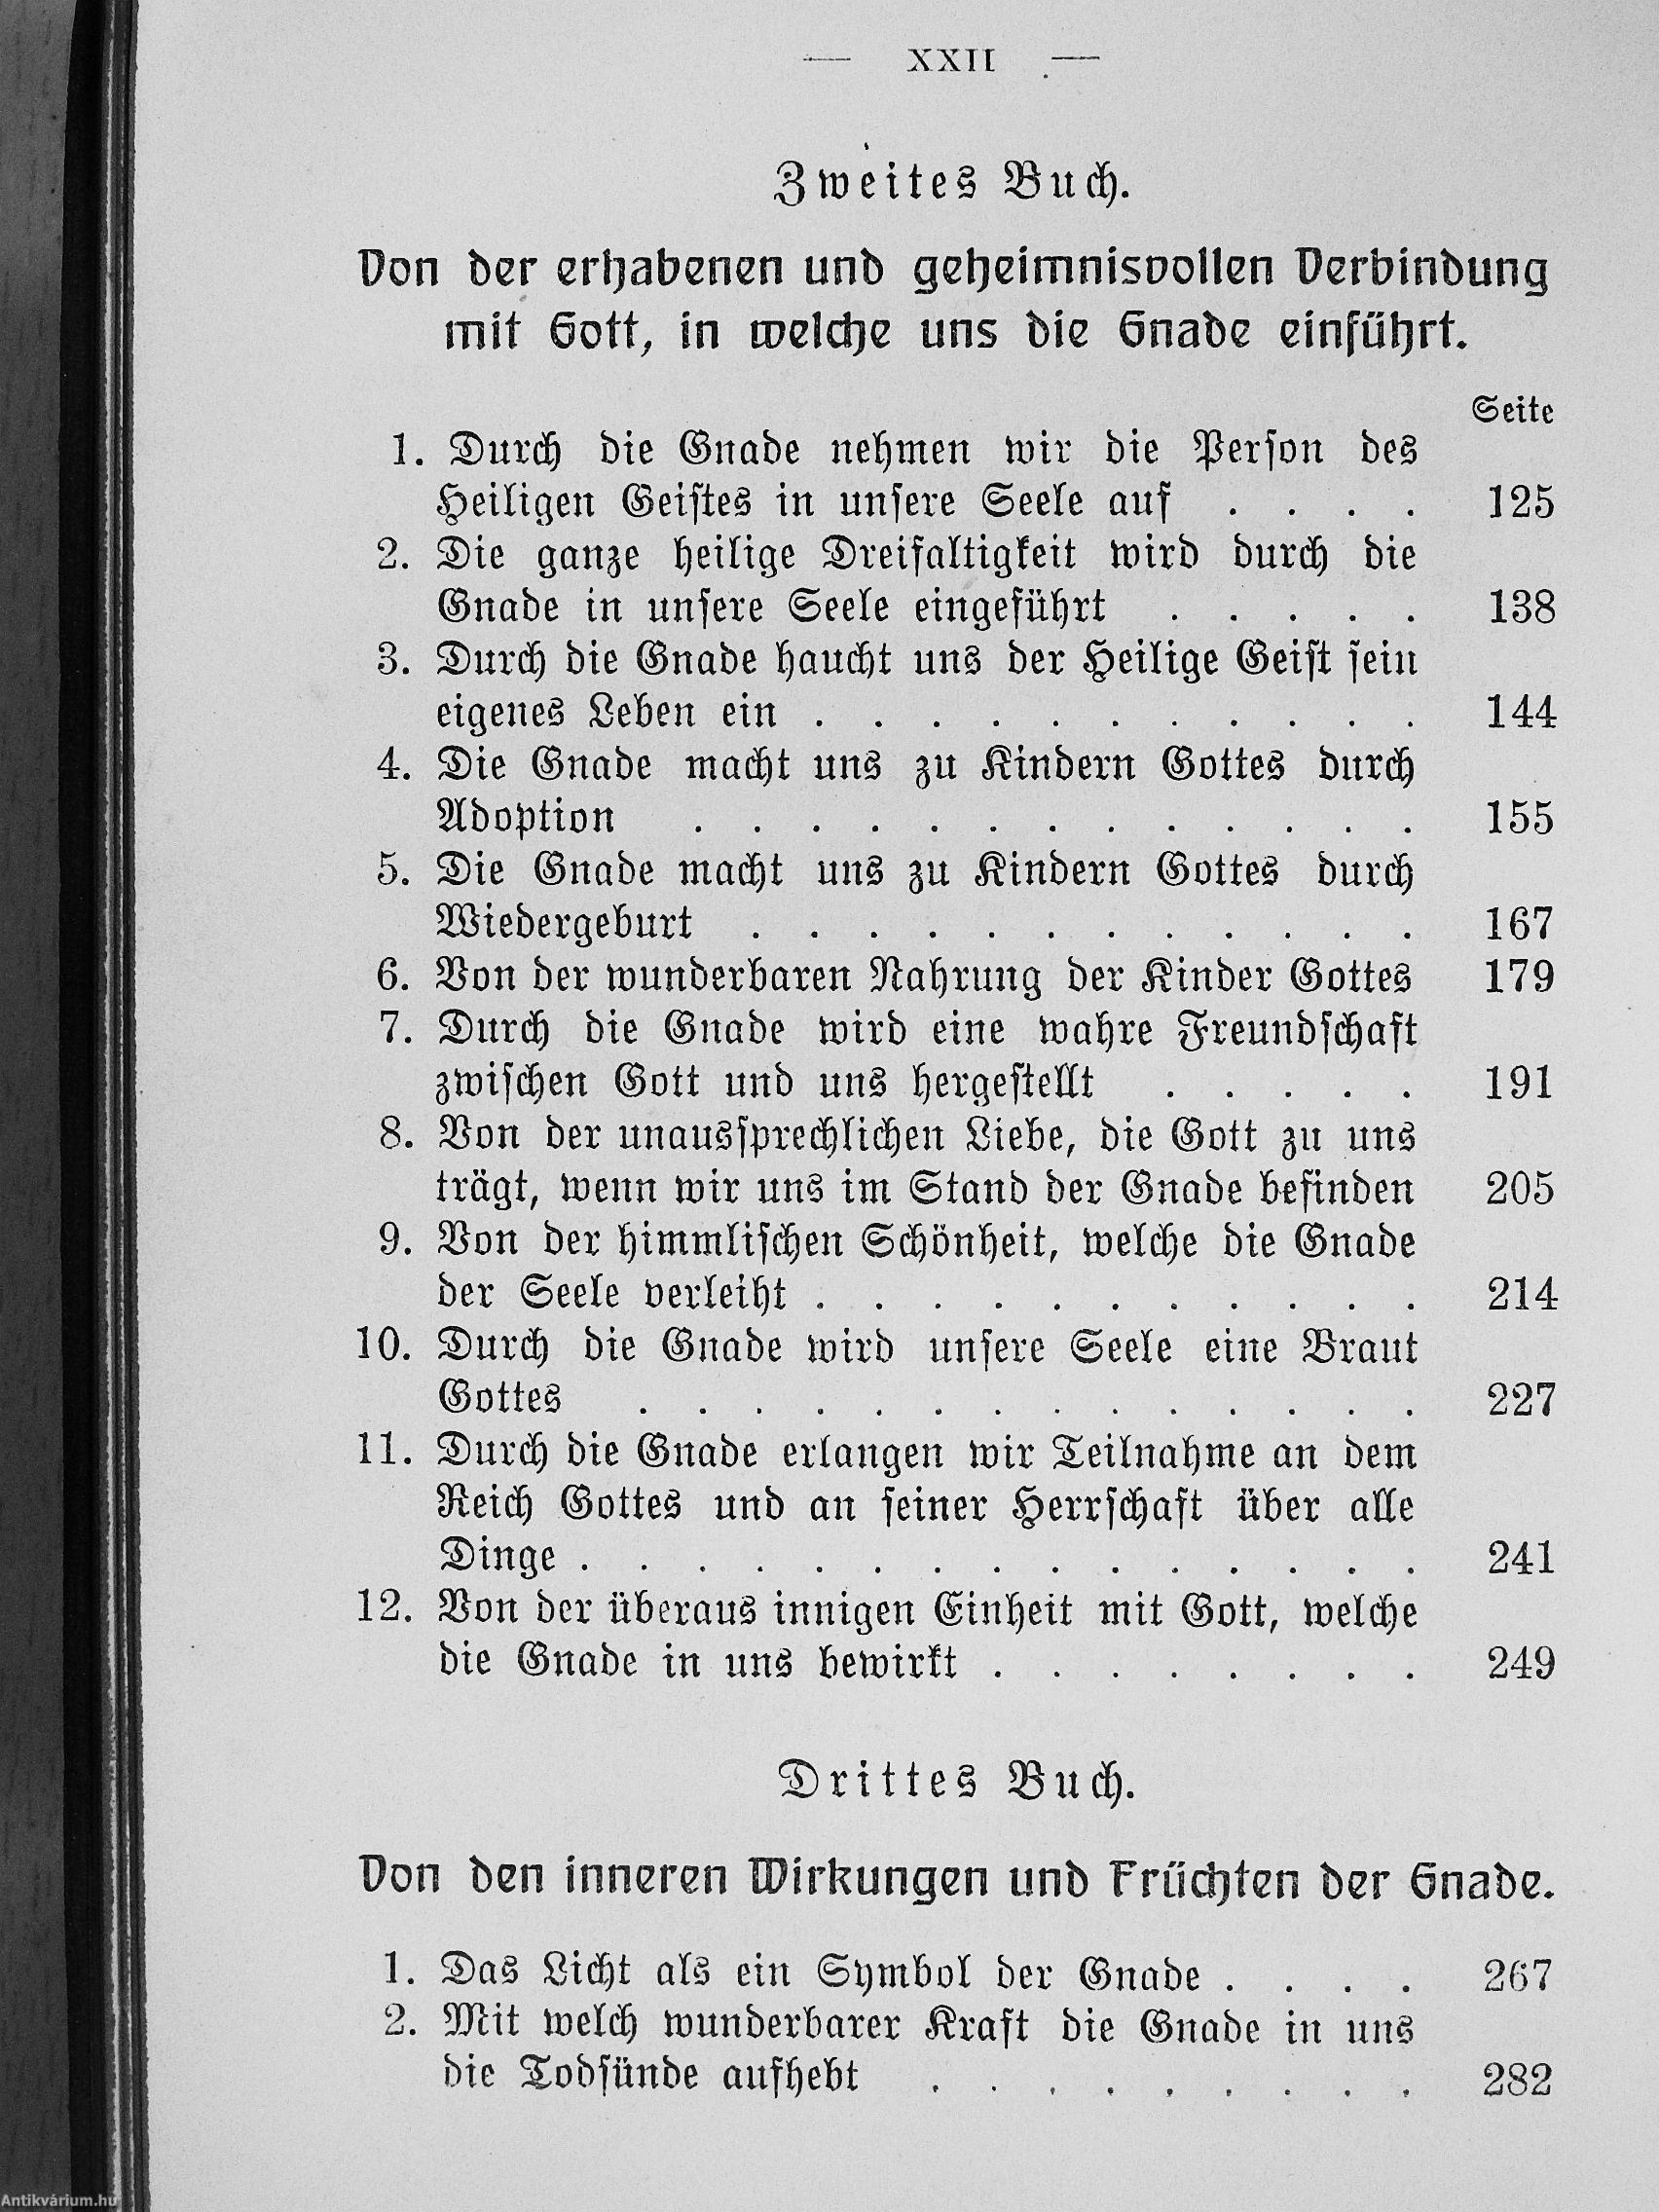 — XXII —
Zweites Buch.
Von der erhabenen und geheimnisvollen Verbindung
mit Gott, in welche uns die Gnade einführt.
Seite
1. Durch die Gnade nehmen wir die Person des
Heiligen Geistes in unsere Seele auf . . . . 125
2. Die ganze heilige Dreifaltigkeit wird durch die
Gnade in unsere Seele eingeführt . . . . . 138
3. Durch die Gnade haucht uns der Heilige Geist sein
eigenes Leben ein . . . . . . . . . . . 144
4. Die Gnade macht uns zu Kindern Gottes durch
Adoption . . . . . . . . . . . . . 155
5. Die Gnade macht uns zu Kindern Gottes durch
Wiedergeburt . . . . . . . . . . . . 167
6. Von der wunderbaren Nahrung der Kinder Gottes 179
7. Durch die Gnade wird eine wahre Freundschaft
zwischen Gott und uns hergestellt . . . . . 191
8. Von der unaussprechlichen Liebe, die Gott zu uns
trägt, wenn wir uns im Stand der Gnade befinden 205
9. Von der himmlischen Schönheit, welche die Gnade
der Seele verleiht . . . . . . . . . . . 214
10. Durch die Gnade wird unsere Seele eine Braut
Gottes . . . . . . . . . . . . . . 227
11. Durch die Gnade erlangen wir Teilnahme an dem
Reich Gottes und an seiner Herrschaft über alle
Dinge . . . . . . . . . . . . . . . 241
12. Von der überaus innigen Einheit mit Gott, welche
die Gnade in uns bewirkt . . . . . . . . 249
Drittes Buch.
Von den inneren Wirkungen und Früchten der Gnade.
1. Das Licht als ein Symbol der Gnade . . . . 267
2. Mit welch wunderbarer Kraft die Gnade in uns
die Todsünde aufhebt . . . . . . . . . 282
Antikvárium.hu